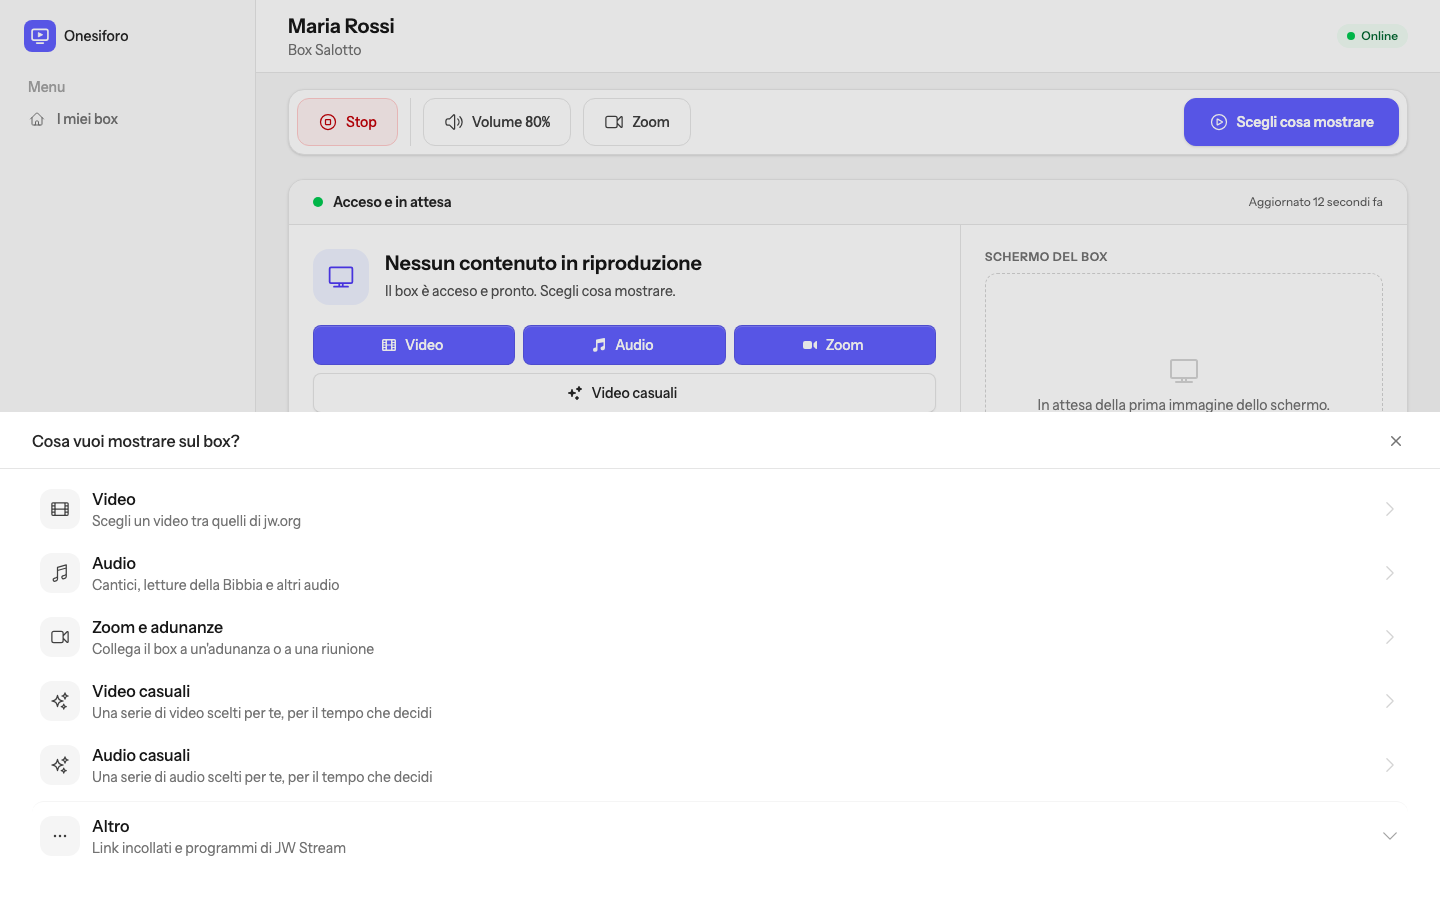 Onesiforo
Menu
I miei box
Maria Rossi
Box Salotto
Online
Stop
Volume 80%
Zoom
Scegli cosa mostrare
Acceso e in attesa
Aggiornato 12 secondi fa
Nessun contenuto in riproduzione
Il box è acceso e pronto. Scegli cosa mostrare.
Video
Audio
Zoom
Video casuali
SCHERMO DEL BOX
In attesa della prima immagine dello schermo.
Cosa vuoi mostrare sul box?
Video
Scegli un video tra quelli di jw.org
Audio
Cantici, letture della Bibbia e altri audio
Zoom e adunanze
Collega il box a un'adunanza o a una riunione
Video casuali
Una serie di video scelti per te, per il tempo che decidi
Audio casuali
Una serie di audio scelti per te, per il tempo che decidi
Altro
Link incollati e programmi di JW Stream